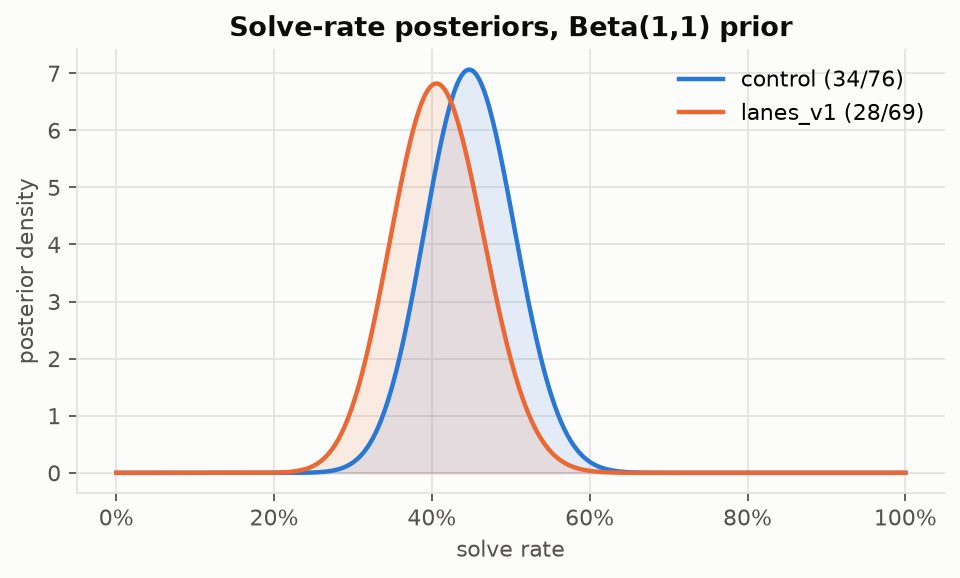 Solve-rate posteriors, Beta(1,1) prior
control (34/76)
lanes_v1 (28/69)
posterior density
7
6
5
4
3
2
1
0
0% 20% 40% 60% 80% 100%
solve rate